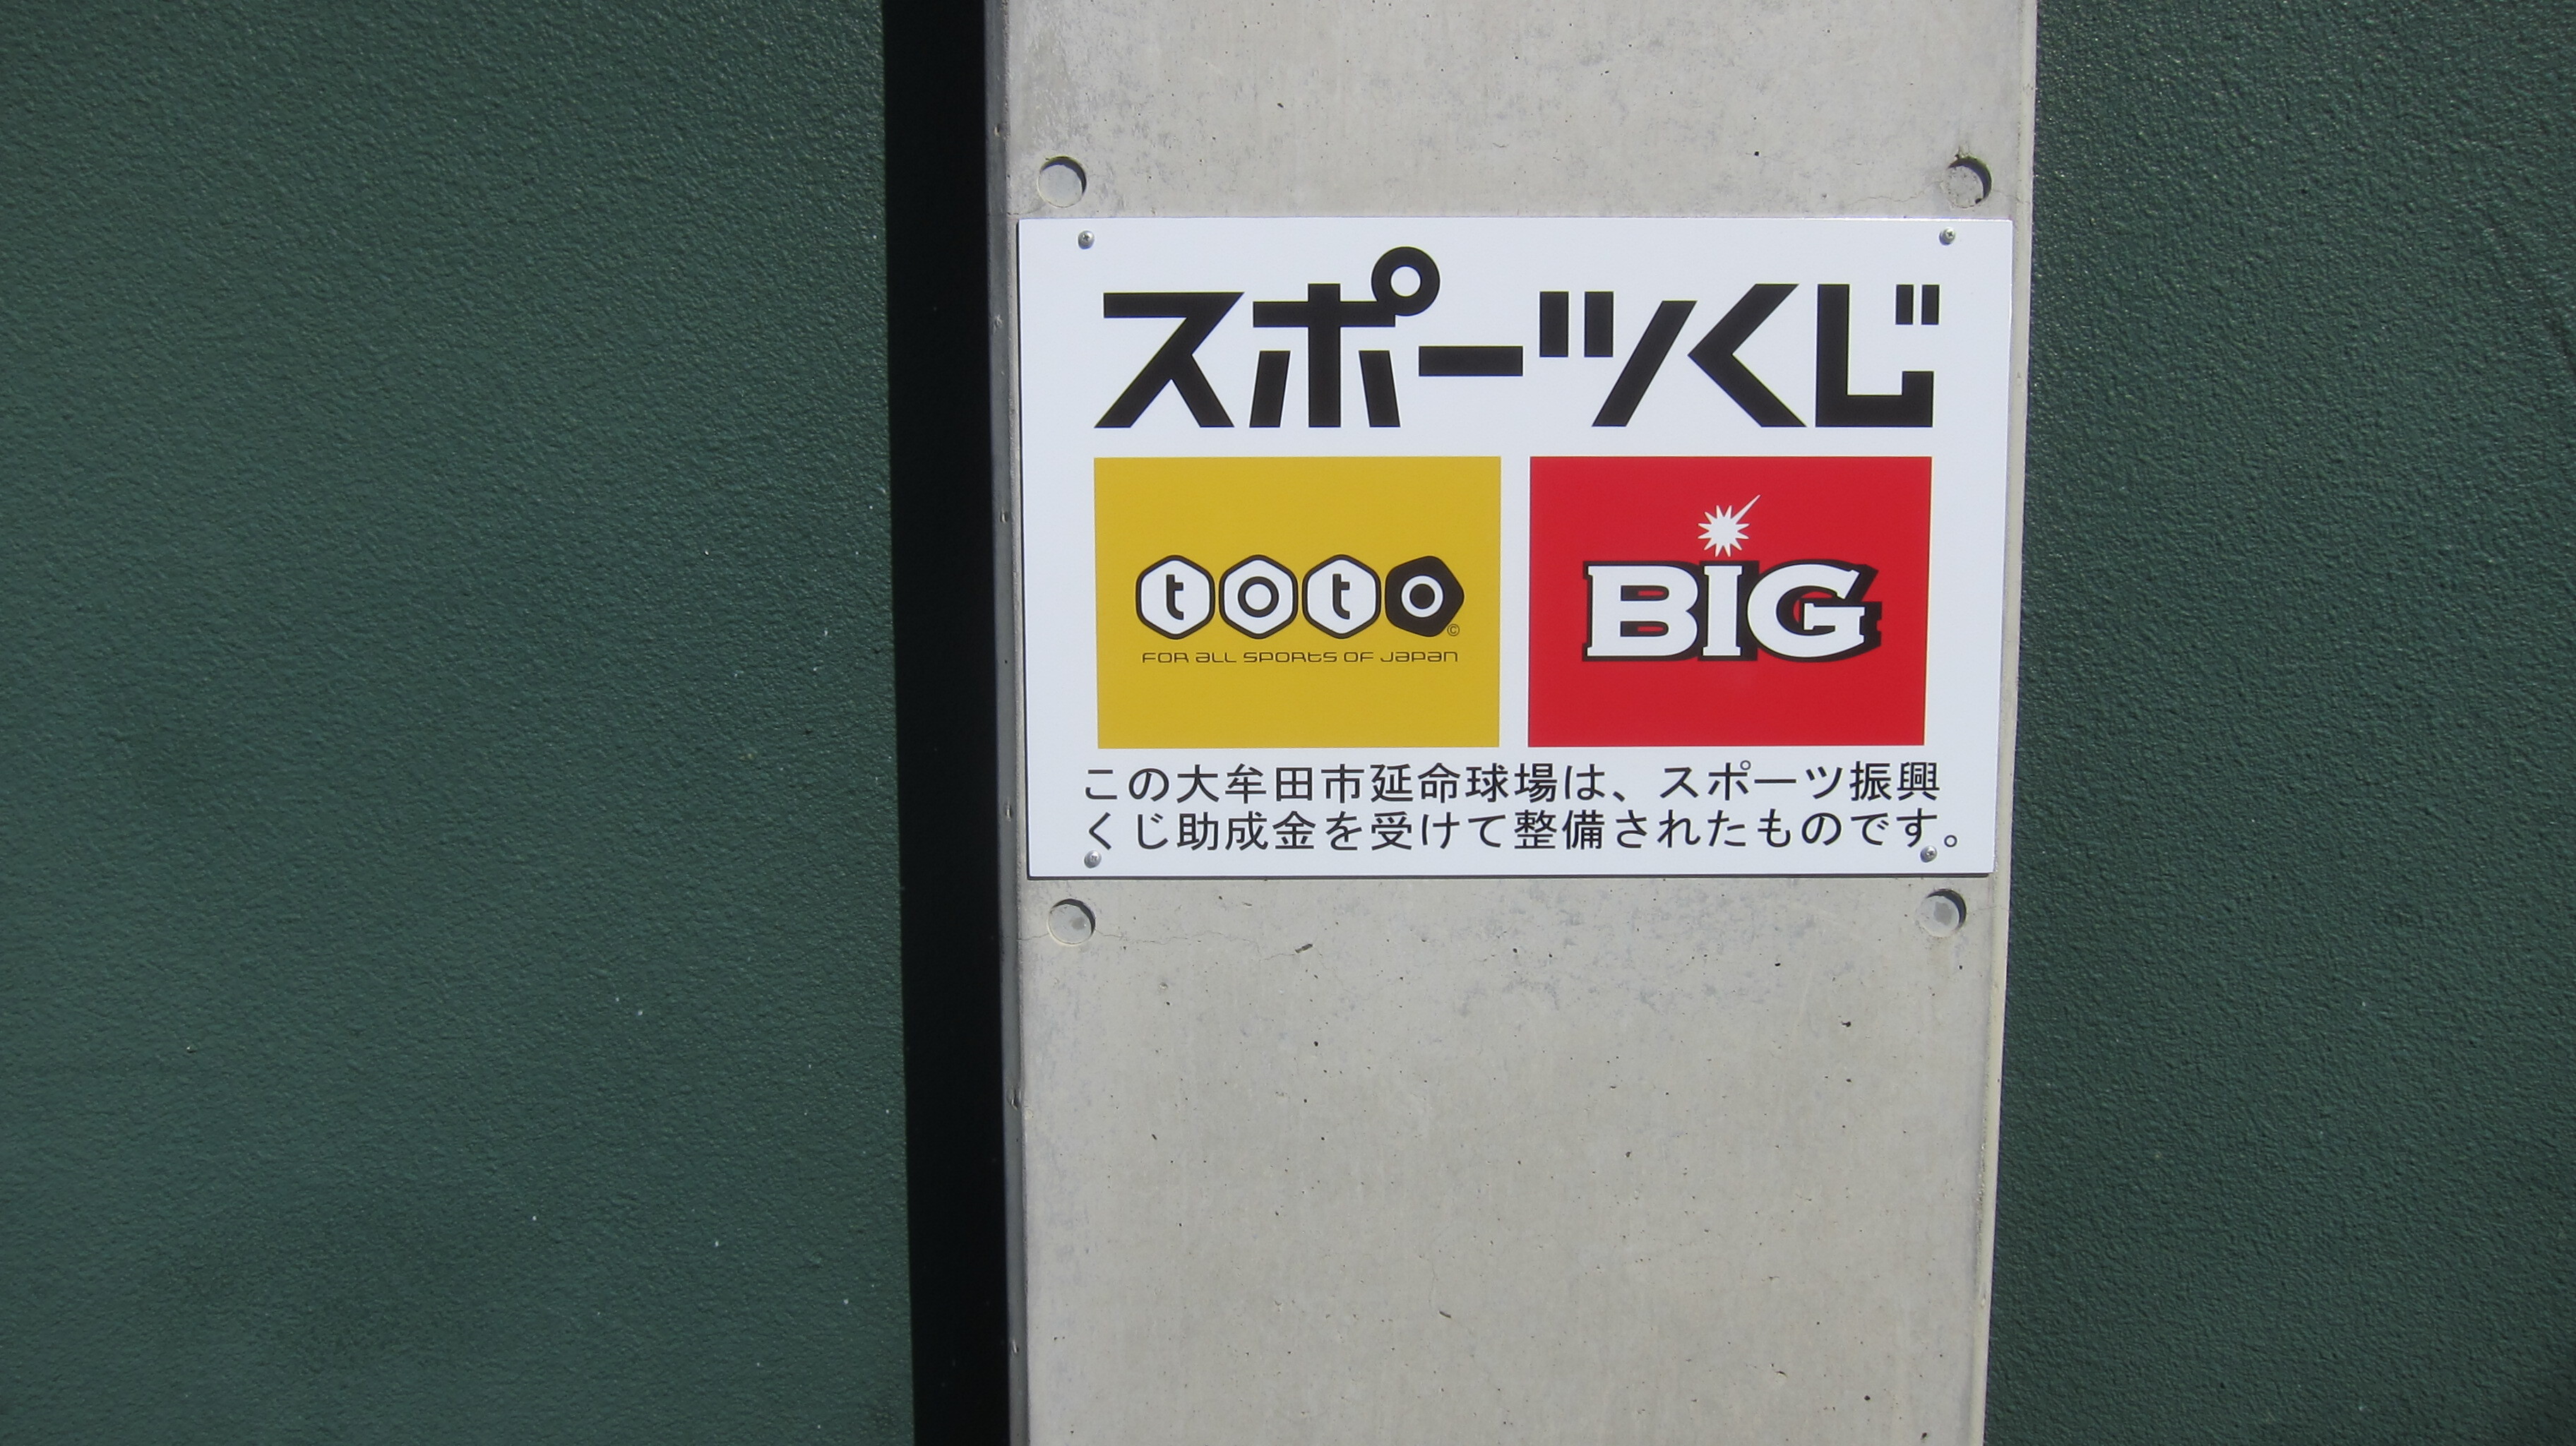 スポーツくじ
toto
©
FOR ALL SPORTS OF JAPAN
BIG
この大牟田市延命球場は、スポーツ振興
くじ助成金を受けて整備されたものです。